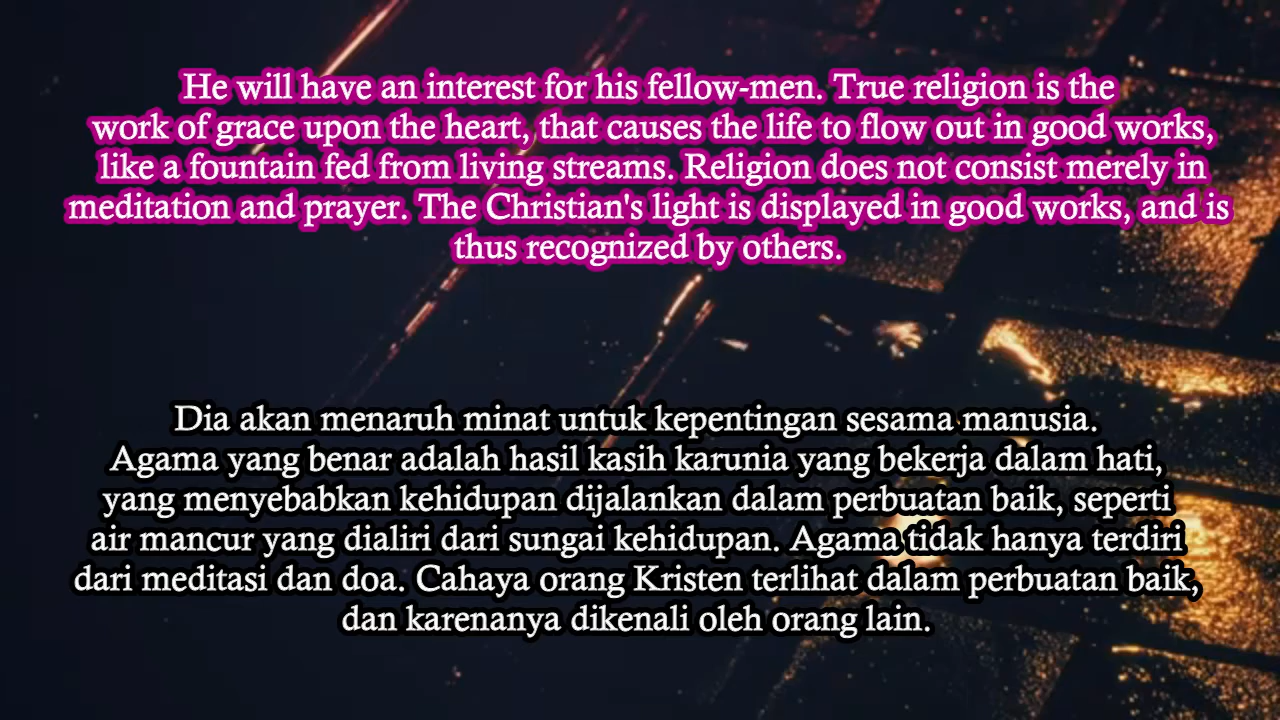 He will have an interest for his fellow-men. True religion is the
work of grace upon the heart, that causes the life to flow out in good works,
like a fountain fed from living streams. Religion does not consist merely in
meditation and prayer. The Christian's light is displayed in good works, and is
thus recognized by others.
Dia akan menaruh minat untuk kepentingan sesama manusia.
Agama yang benar adalah hasil kasih karunia yang bekerja dalam hati,
yang menyebabkan kehidupan dijalankan dalam perbuatan baik, seperti
air mancur yang dialiri dari sungai kehidupan. Agama tidak hanya terdiri
dari meditasi dan doa. Cahaya orang Kristen terlihat dalam perbuatan baik,
dan karenanya dikenali oleh orang lain.